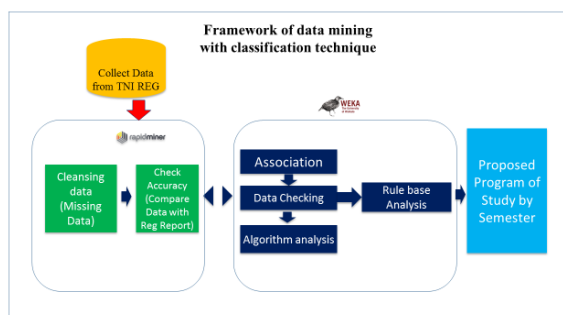 Framework of data mining
with classification technique
Collect Data
from TNI REG
rapidminer
WEKA
Cleansing
data
(Missing
Data)
Check
Accuracy
(Compare
Data with
Reg Report)
Association
Data Checking
Algorithm analysis
Rule base
Analysis
Proposed
Program of
Study by
Semester